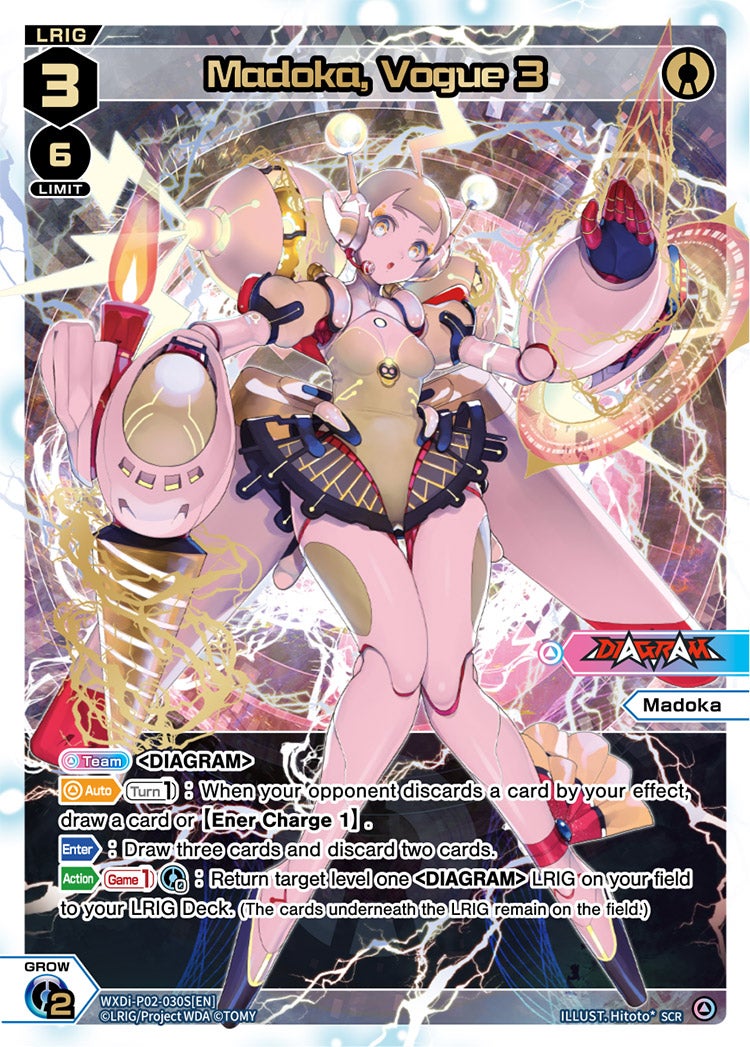 LRIG
3
Madoka, Vogue 3
6
LIMIT
DIAGRAM
Madoka
Team <DIAGRAM>
Auto Turn 1 : When your opponent discards a card by your effect,
draw a card or 【Ener Charge 1】.
Enter : Draw three cards and discard two cards.
Action Game 1 0 : Return target level one <DIAGRAM> LRIG on your field
to your LRIG Deck. (The cards underneath the LRIG remain on the field.)
GROW
2
WXDi-P02-030S[EN]
©LRIG/Project WDA ©TOMY
ILLUST. Hitoto* SCR